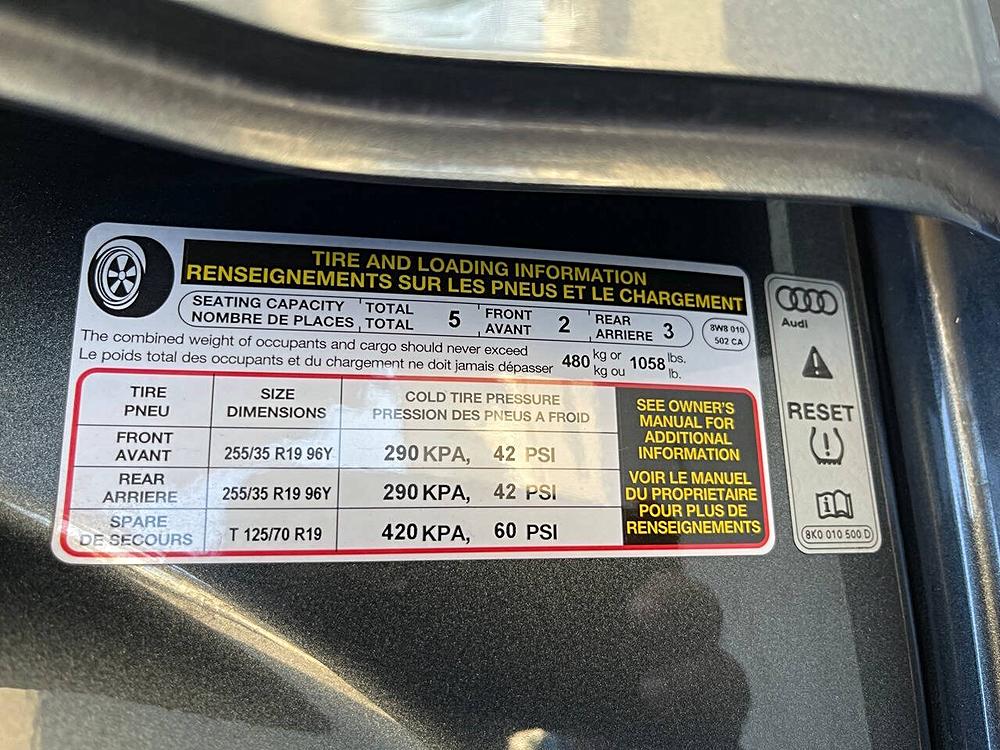 TIRE AND LOADING INFORMATION
RENSEIGNEMENTS SUR LES PNEUS ET LE CHARGEMENT
SEATING CAPACITY TOTAL 5 FRONT 2 REAR 3
NOMBRE DE PLACES TOTAL AVANT ARRIERE
8W8 010
502 CA
The combined weight of occupants and cargo should never exceed 480 kg or 1058 lbs.
Le poids total des occupants et du chargement ne doit jamais dépasser kg ou lb.
TIRE SIZE COLD TIRE PRESSURE
PNEU DIMENSIONS PRESSION DES PNEUS A FROID
FRONT
AVANT 255/35 R19 96Y 290 KPA, 42 PSI
REAR
ARRIERE 255/35 R19 96Y 290 KPA, 42 PSI
SPARE
DE SECOURS T 125/70 R19 420 KPA, 60 PSI
SEE OWNER'S
MANUAL FOR
ADDITIONAL
INFORMATION
VOIR LE MANUEL
DU PROPRIETAIRE
POUR PLUS DE
RENSEIGNEMENTS
Audi
RESET
8K0 010 500 D